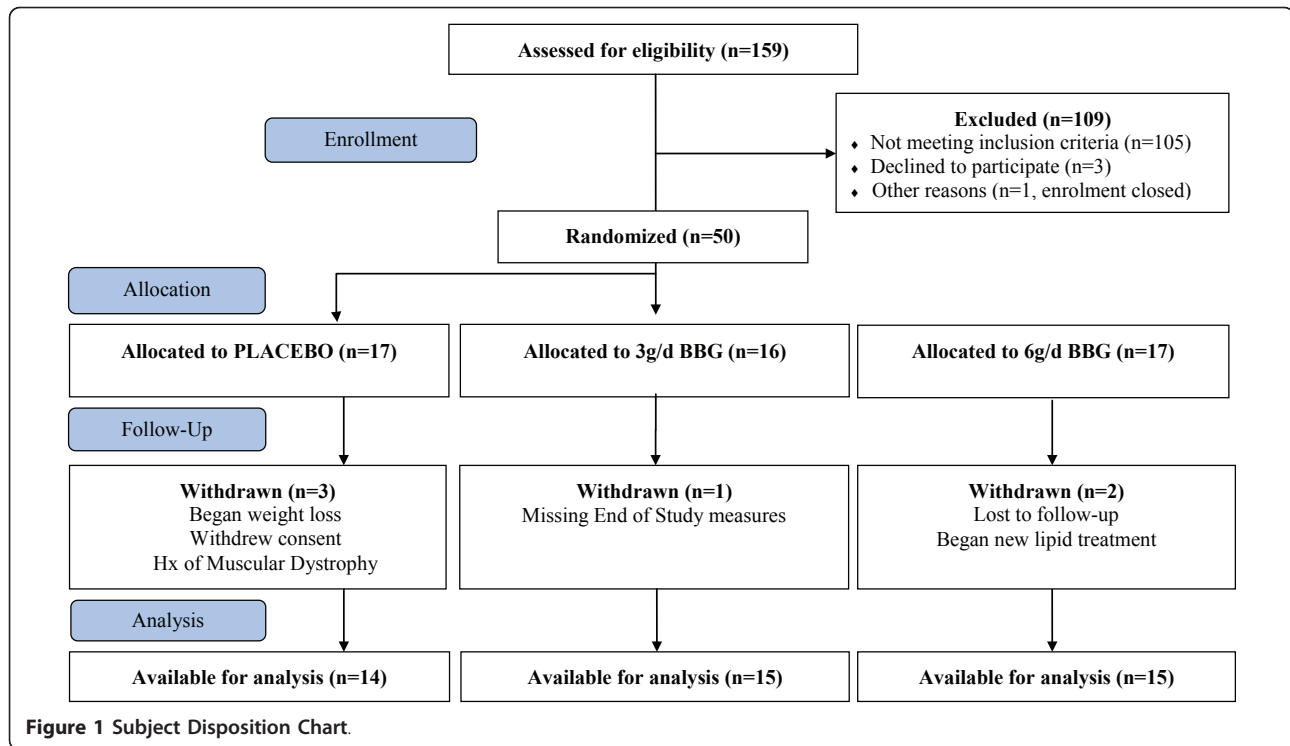 Assessed for eligibility (n=159)
Enrollment
Excluded (n=109)
♦ Not meeting inclusion criteria (n=105)
♦ Declined to participate (n=3)
♦ Other reasons (n=1, enrolment closed)
Randomized (n=50)
Allocation
Allocated to PLACEBO (n=17)
Allocated to 3g/d BBG (n=16)
Allocated to 6g/d BBG (n=17)
Follow-Up
Withdrawn (n=3)
Began weight loss
Withdrew consent
Hx of Muscular Dystrophy
Withdrawn (n=1)
Missing End of Study measures
Withdrawn (n=2)
Lost to follow-up
Began new lipid treatment
Analysis
Available for analysis (n=14)
Available for analysis (n=15)
Available for analysis (n=15)
Figure 1 Subject Disposition Chart.